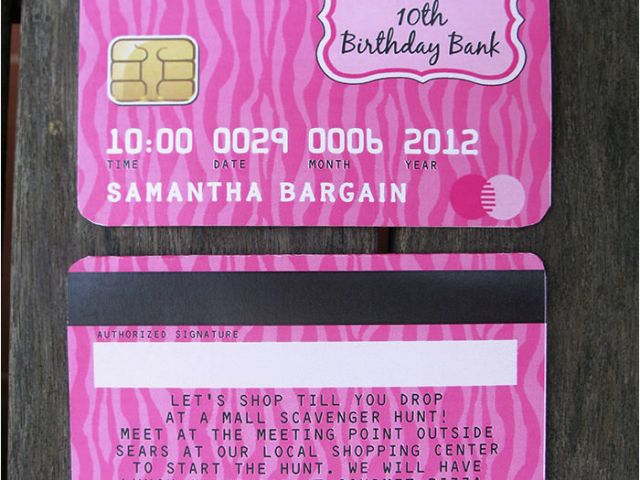 10th
Birthday Bank
10:00 0029 0006 2012
TIME DATE MONTH YEAR
SAMANTHA BARGAIN
AUTHORIZED SIGNATURE
LET'S SHOP TILL YOU DROP
AT A MALL SCAVENGER HUNT!
MEET AT THE MEETING POINT OUTSIDE
SEARS AT OUR LOCAL SHOPPING CENTER
TO START THE HUNT. WE WILL HAVE